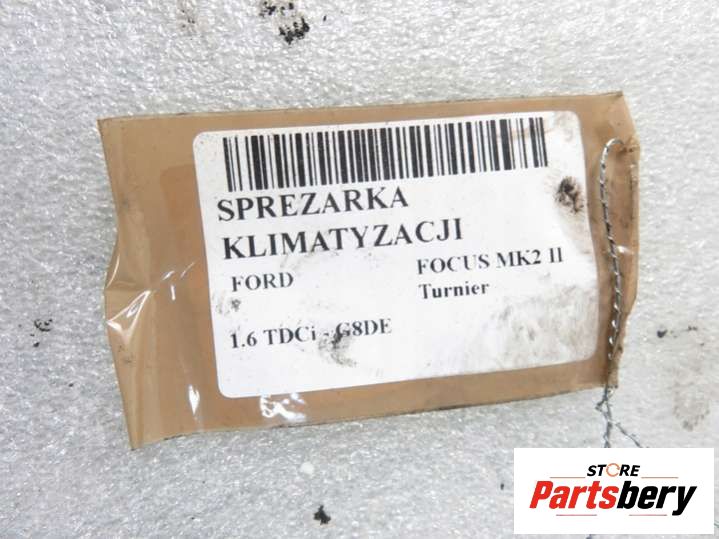 SPREZARKA
KLIMATYZACJI
FORD FOCUS MK2 II
Turnier
1.6 TDCi - G8DE
STORE
Partsbery